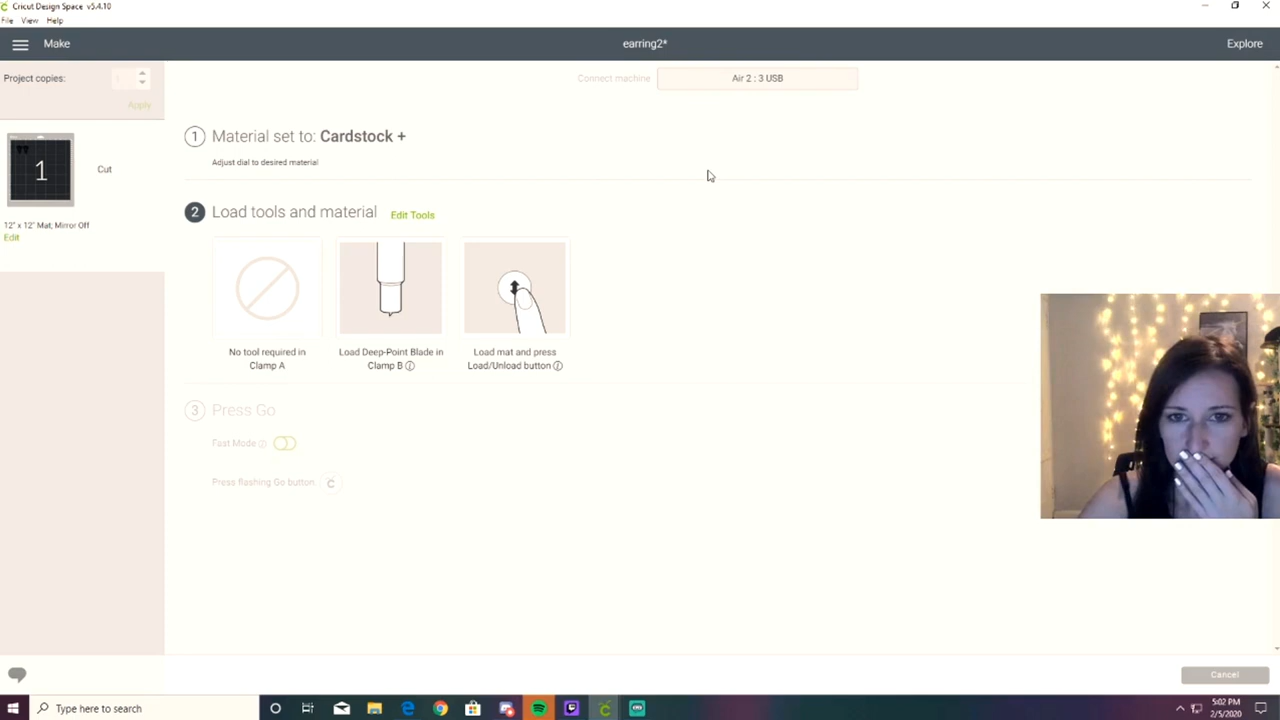 Cricut Design Space v5.4.10
File View Help
Make
earring2*
Explore
Project copies:
Apply
Connect machine
Air 2 : 3 USB
1
Cut
12" x 12" Mat, Mirror Off
Edit
1 Material set to: Cardstock +
Adjust dial to desired material
2 Load tools and material Edit Tools
No tool required in
Clamp A
Load Deep-Point Blade in
Clamp B
Load mat and press
Load/Unload button
3 Press Go
Fast Mode
Press flashing Go button
Cancel
Type here to search
5:02 PM
2/5/2020